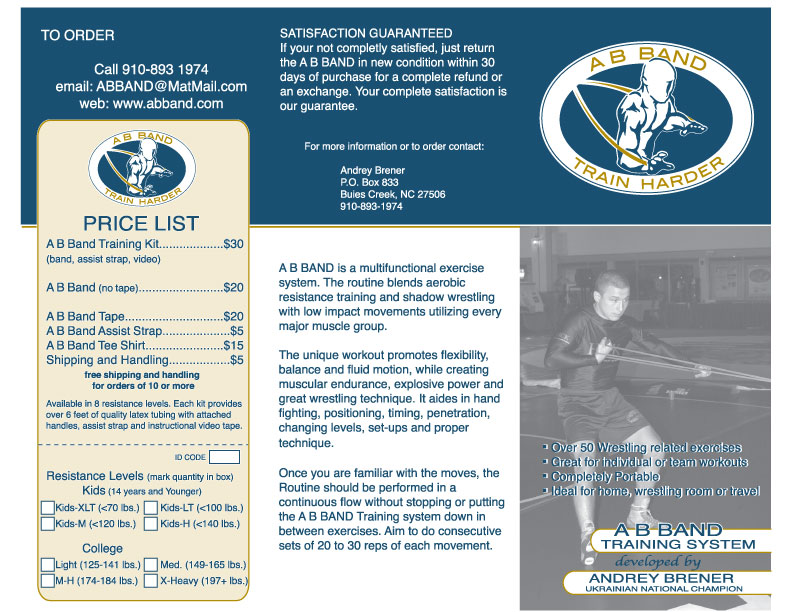 TO ORDER
Call 910-893 1974
email: ABBAND@MatMail.com
web: www.abband.com
A B BAND
TRAIN HARDER
PRICE LIST
A B Band Training Kit...................$30
(band, assist strap, video)
A B Band (no tape).........................$20
A B Band Tape.............................$20
A B Band Assist Strap....................$5
A B Band Tee Shirt.......................$15
Shipping and Handling..................$5
free shipping and handling
for orders of 10 or more
Available in 8 resistance levels. Each kit provides
over 6 feet of quality latex tubing with attached
handles, assist strap and instructional video tape.
ID CODE
Resistance Levels (mark quantity in box)
Kids (14 years and Younger)
Kids-XLT (<70 lbs.) Kids-LT (<100 lbs.)
Kids-M (<120 lbs.) Kids-H (<140 lbs.)
College
Light (125-141 lbs.) Med. (149-165 lbs.)
M-H (174-184 lbs.) X-Heavy (197+ lbs.)
SATISFACTION GUARANTEED
If your not completly satisfied, just return
the A B BAND in new condition within 30
days of purchase for a complete refund or
an exchange. Your complete satisfaction is
our guarantee.
For more information or to order contact:
Andrey Brener
P.O. Box 833
Buies Creek, NC 27506
910-893-1974
A B BAND is a multifunctional exercise
system. The routine blends aerobic
resistance training and shadow wrestling
with low impact movements utilizing every
major muscle group.
The unique workout promotes flexibility,
balance and fluid motion, while creating
muscular endurance, explosive power and
great wrestling technique. It aides in hand
fighting, positioning, timing, penetration,
changing levels, set-ups and proper
technique.
Once you are familiar with the moves, the
Routine should be performed in a
continuous flow without stopping or putting
the A B BAND Training system down in
between exercises. Aim to do consecutive
sets of 20 to 30 reps of each movement.
A B BAND
TRAIN HARDER
▪ Over 50 Wrestling related exercises
▪ Great for individual or team workouts
▪ Completely Portable
▪ Ideal for home, wrestling room or travel
A B BAND
TRAINING SYSTEM
developed by
ANDREY BRENER
UKRAINIAN NATIONAL CHAMPION